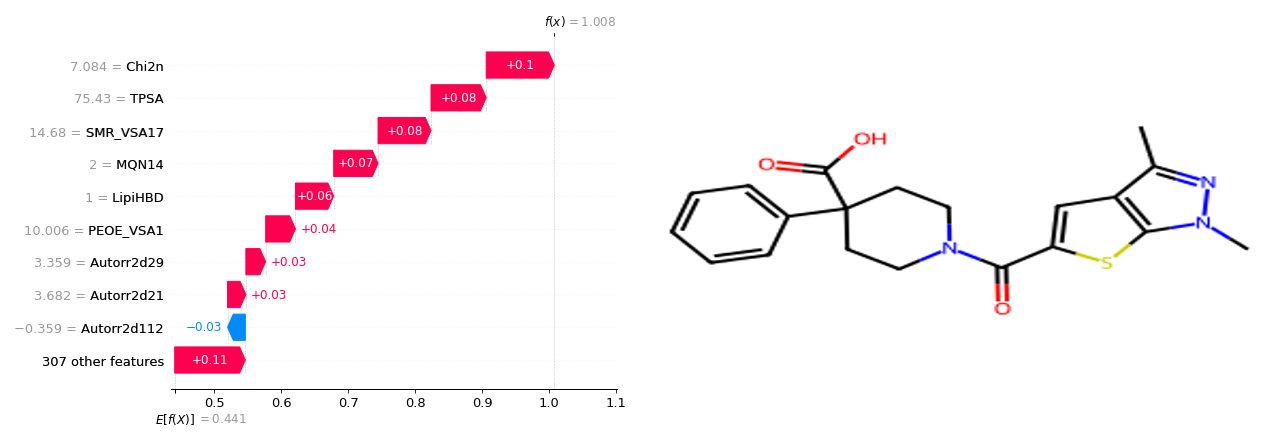 f(x) = 1.008
7.084 = Chi2n +0.1
75.43 = TPSA +0.08
14.68 = SMR_VSA17 +0.08
2 = MQN14 +0.07
1 = LipiHBD +0.06
10.006 = PEOE_VSA1 +0.04
3.359 = Autorr2d29 +0.03
3.682 = Autorr2d21 +0.03
−0.359 = Autorr2d112 −0.03
307 other features +0.11
0.5 0.6 0.7 0.8 0.9 1.0 1.1
E[f(X)] = 0.441
OH
O
N
N
N
S
O